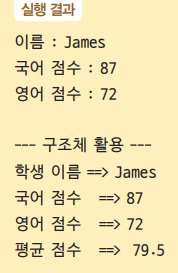 실행 결과
이름 : James
국어 점수 : 87
영어 점수 : 72
--- 구조체 활용 ---
학생 이름 ==> James
국어 점수  ==> 87
영어 점수  ==> 72
평균 점수  ==>  79.5